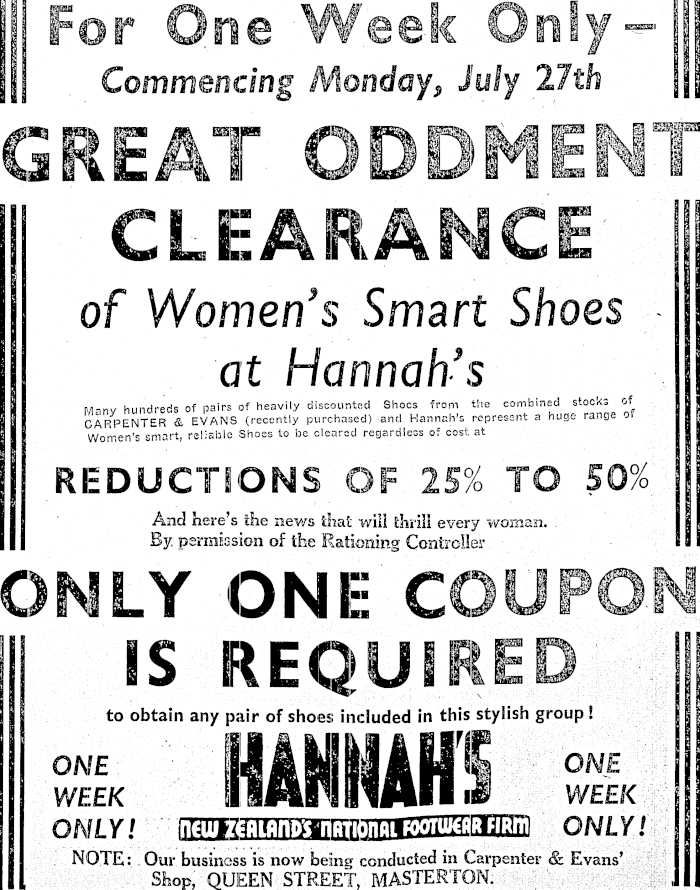 For One Week Only—
Commencing Monday, July 27th
GREAT ODDMENT
CLEARANCE
of Women's Smart Shoes
at Hannah's
Many hundreds of pairs of heavily discounted Shoes from the combined stocks of
CARPENTER & EVANS (recently purchased) and Hannah's represent a huge range of
Women's smart, reliable Shoes to be cleared regardless of cost at
REDUCTIONS OF 25% TO 50%
And here's the news that will thrill every woman.
By permission of the Rationing Controller
ONLY ONE COUPON
IS REQUIRED
to obtain any pair of shoes included in this stylish group!
ONE WEEK ONLY!
HANNAH'S
NEW ZEALAND'S NATIONAL FOOTWEAR FIRM
ONE WEEK ONLY!
NOTE: Our business is now being conducted in Carpenter & Evans'
Shop, QUEEN STREET, MASTERTON.